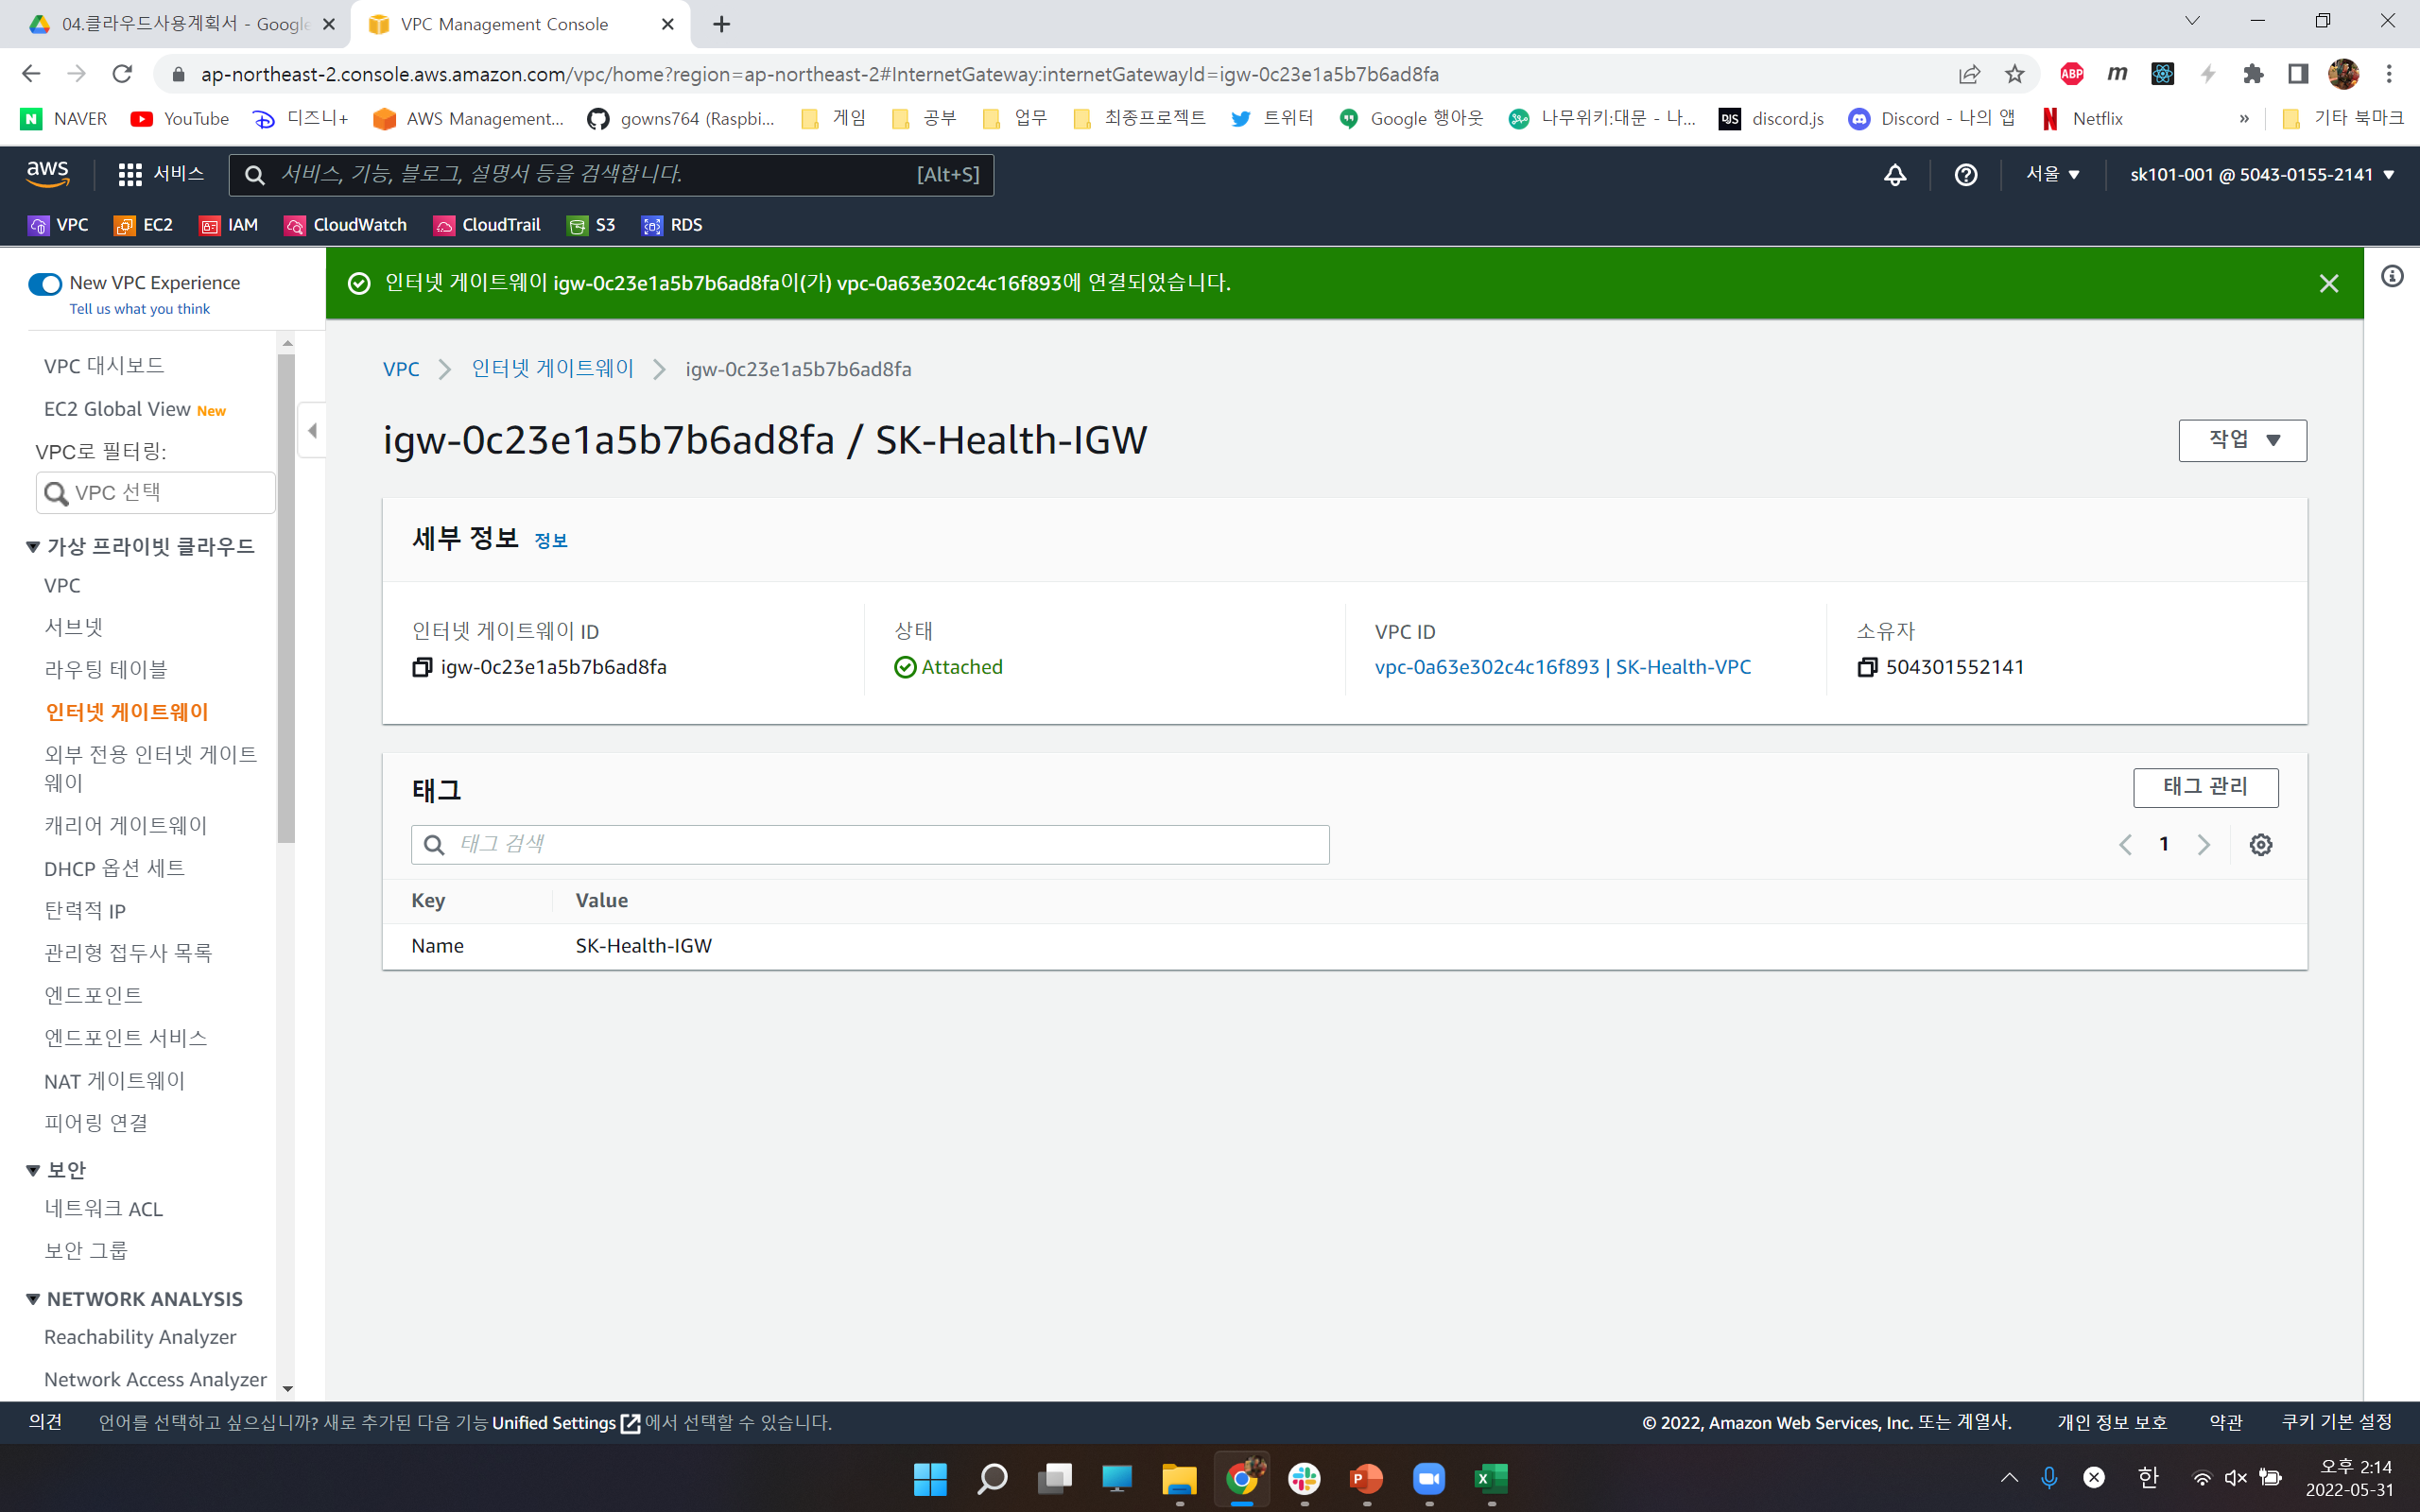 04.클라우드사용계획서 - Google
VPC Management Console
ap-northeast-2.console.aws.amazon.com/vpc/home?region=ap-northeast-2#InternetGateway:internetGatewayId=igw-0c23e1a5b7b6ad8fa
ABP
m
N NAVER
YouTube
디즈니+
AWS Management...
gowns764 (Raspbi...
게임
공부
업무
최종프로젝트
트위터
Google 행아웃
나무위키:대문 - 나...
DJS discord.js
Discord - 나의 앱
N Netflix
»
기타 북마크
aws
서비스
서비스, 기능, 블로그, 설명서 등을 검색합니다. [Alt+S]
서울 ▼
sk101-001 @ 5043-0155-2141 ▼
VPC
EC2
IAM
CloudWatch
CloudTrail
S3
RDS
New VPC Experience
Tell us what you think
VPC 대시보드
EC2 Global View New
VPC로 필터링:
VPC 선택
가상 프라이빗 클라우드
VPC
서브넷
라우팅 테이블
인터넷 게이트웨이
외부 전용 인터넷 게이트
웨이
캐리어 게이트웨이
DHCP 옵션 세트
탄력적 IP
관리형 접두사 목록
엔드포인트
엔드포인트 서비스
NAT 게이트웨이
피어링 연결
보안
네트워크 ACL
보안 그룹
NETWORK ANALYSIS
Reachability Analyzer
Network Access Analyzer
인터넷 게이트웨이 igw-0c23e1a5b7b6ad8fa이(가) vpc-0a63e302c4c16f893에 연결되었습니다.
VPC > 인터넷 게이트웨이 > igw-0c23e1a5b7b6ad8fa
igw-0c23e1a5b7b6ad8fa / SK-Health-IGW
작업 ▼
세부 정보 정보
인터넷 게이트웨이 ID
igw-0c23e1a5b7b6ad8fa
상태
Attached
VPC ID
vpc-0a63e302c4c16f893 | SK-Health-VPC
소유자
504301552141
태그
태그 관리
태그 검색
1
Key Value
Name SK-Health-IGW
의견
언어를 선택하고 싶으십니까? 새로 추가된 다음 기능 Unified Settings 에서 선택할 수 있습니다.
© 2022, Amazon Web Services, Inc. 또는 계열사.
개인 정보 보호
약관
쿠키 기본 설정
P
X
한
오후 2:14
2022-05-31